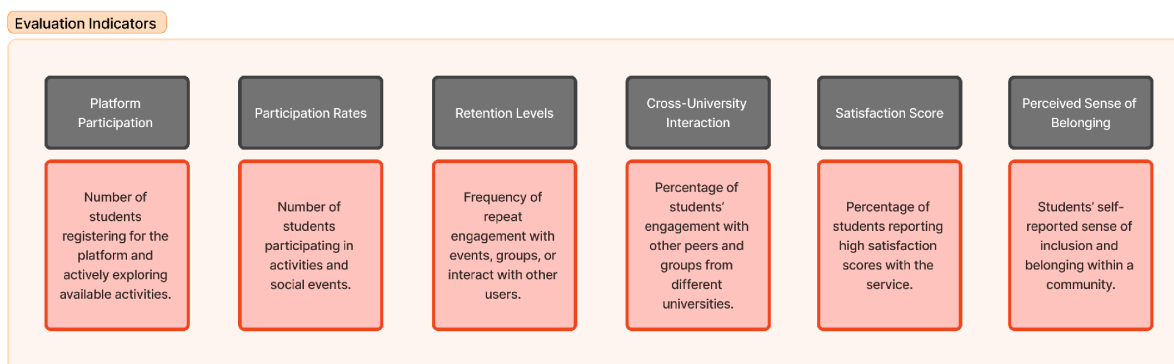 Evaluation Indicators
Platform
Participation
Participation Rates
Retention Levels
Cross-University
Interaction
Satisfaction Score
Perceived Sense of
Belonging
Number of
students
registering for the
platform and
actively exploring
available activities.
Number of
students
participating in
activities and
social events.
Frequency of
repeat
engagement with
events, groups, or
interact with other
users.
Percentage of
students’
engagement with
other peers and
groups from
different
universities.
Percentage of
students reporting
high satisfaction
scores with the
service.
Students’ self-
reported sense of
inclusion and
belonging within a
community.